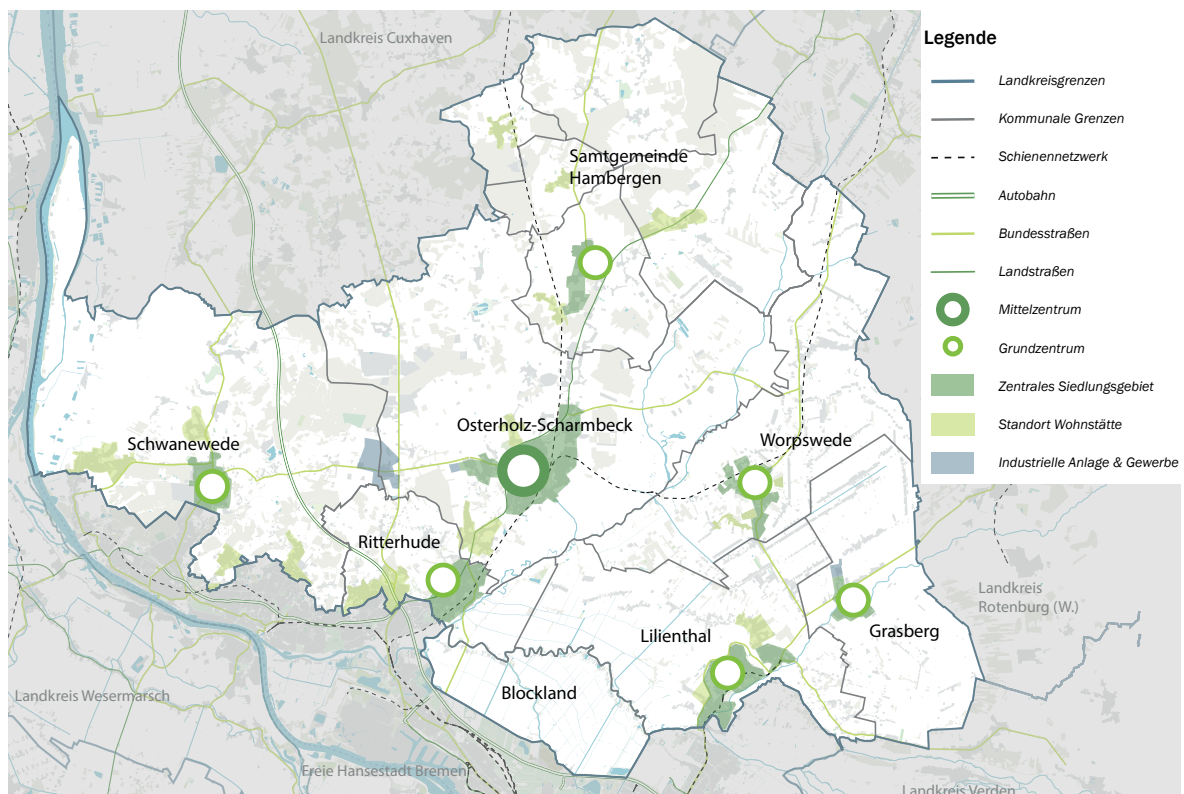 Landkreis Cuxhaven
Samtgemeinde
Hambergen
Osterholz-Scharmbeck
Schwanewede
Worpswede
Ritterhude
Landkreis
Rotenburg (W.)
Grasberg
Lilienthal
Blockland
Landkreis Wesermarsch
Freie Hansestadt Bremen
Landkreis Verden
Legende
Landkreisgrenzen
Kommunale Grenzen
Schienennetzwerk
Autobahn
Bundesstraßen
Landstraßen
Mittelzentrum
Grundzentrum
Zentrales Siedlungsgebiet
Standort Wohnstätte
Industrielle Anlage & Gewerbe